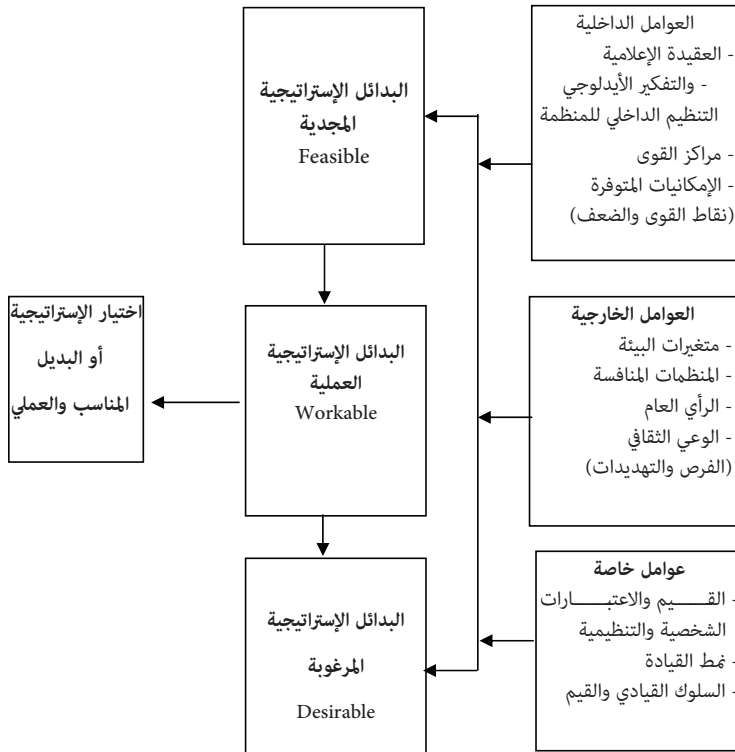 العوامل الداخلية
- العقيدة الإعلامية
- والتفكير الأيدلوجي
التنظيم الداخلي للمنظمة
- مراكز القوى
- الإمكانيات المتوفرة
(نقاط القوى والضعف)
البدائل الإستراتيجية
المجدية
Feasible
العوامل الخارجية
- متغيرات البيئة
- المنظمات المنافسة
- الرأي العام
- الوعي الثقافي
(الفرص والتهديدات)
البدائل الإستراتيجية
العملية
Workable
اختيار الإستراتيجية
أو البديل
المناسب والعملي
عوامل خاصة
- القـــــيم والاعتبـــــارات
الشخصية والتنظيمية
- نمط القيادة
- السلوك القيادي والقيم
البدائل الإستراتيجية
المرغوبة
Desirable